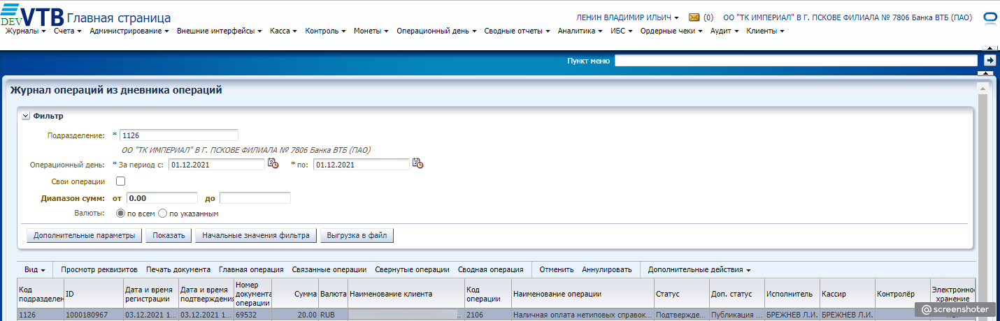 DEV VTB Главная страница ЛЕНИН ВЛАДИМИР ИЛЬИЧ (0) ОО "ТК ИМПЕРИАЛ" В Г. ПСКОВЕ ФИЛИАЛА № 7806 Банка ВТБ (ПАО)
Журналы Счета Администрирование Внешние интерфейсы Касса Контроль Монеты Операционный день Сводные отчеты Аналитика ИБС Ордерные чеки Аудит Клиенты
Пункт меню
Журнал операций из дневника операций
Фильтр
Подразделение: * 1126
ОО "ТК ИМПЕРИАЛ" В Г. ПСКОВЕ ФИЛИАЛА № 7806 Банка ВТБ (ПАО)
Операционный день: * За период с: 01.12.2021 * по: 01.12.2021
Свои операции
Диапазон сумм: от 0.00 до
Валюты: по всем по указанным
Дополнительные параметры Показать Начальные значения фильтра Выгрузка в файл
Вид Просмотр реквизитов Печать документа Главная операция Связанные операции Свернутые операции Сводная операция Отменить Аннулировать Дополнительные действия
Код подразделен ID Дата и время регистрации Дата и время подтверждения Номер документа операции Сумма Валюта Наименование клиента Код операции Наименование операции Статус Доп. статус Исполнитель Кассир Контролёр Электронное хранение
1126 1000180967 03.12.2021 1... 03.12.2021 1... 69532 20.00 RUB ... 2106 Наличная оплата нетиповых справок... Подтвержде... Публикация ... БРЕЖНЕВ Л.И. БРЕЖНЕВ Л.И.
@screenshoter